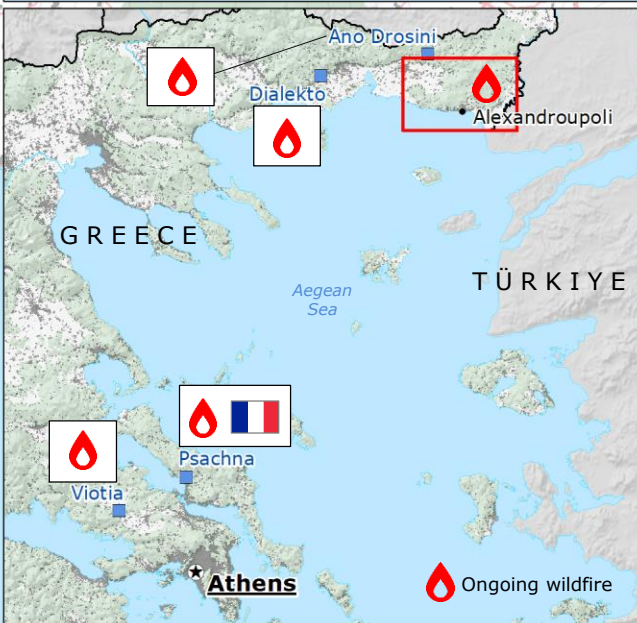 Ano Drosini
Dialekto
Alexandroupoli
GREECE
TÜRKIYE
Aegean
Sea
Psachna
Viotia
Athens
Ongoing wildfire